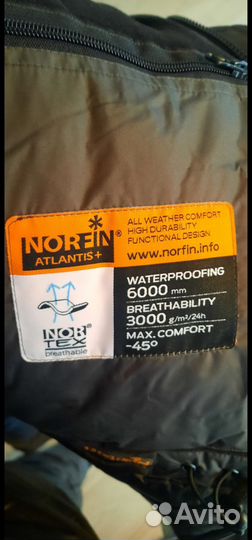 NORFIN®
ATLANTIS+
ALL WEATHER COMFORT
HIGH DURABILITY
FUNCTIONAL DESIGN
www.norfin.info
NOR®
TEX
breathable
WATERPROOFING
6000 mm
BREATHABILITY
3000 g/m²/24h
MAX. COMFORT
-45º
Avito